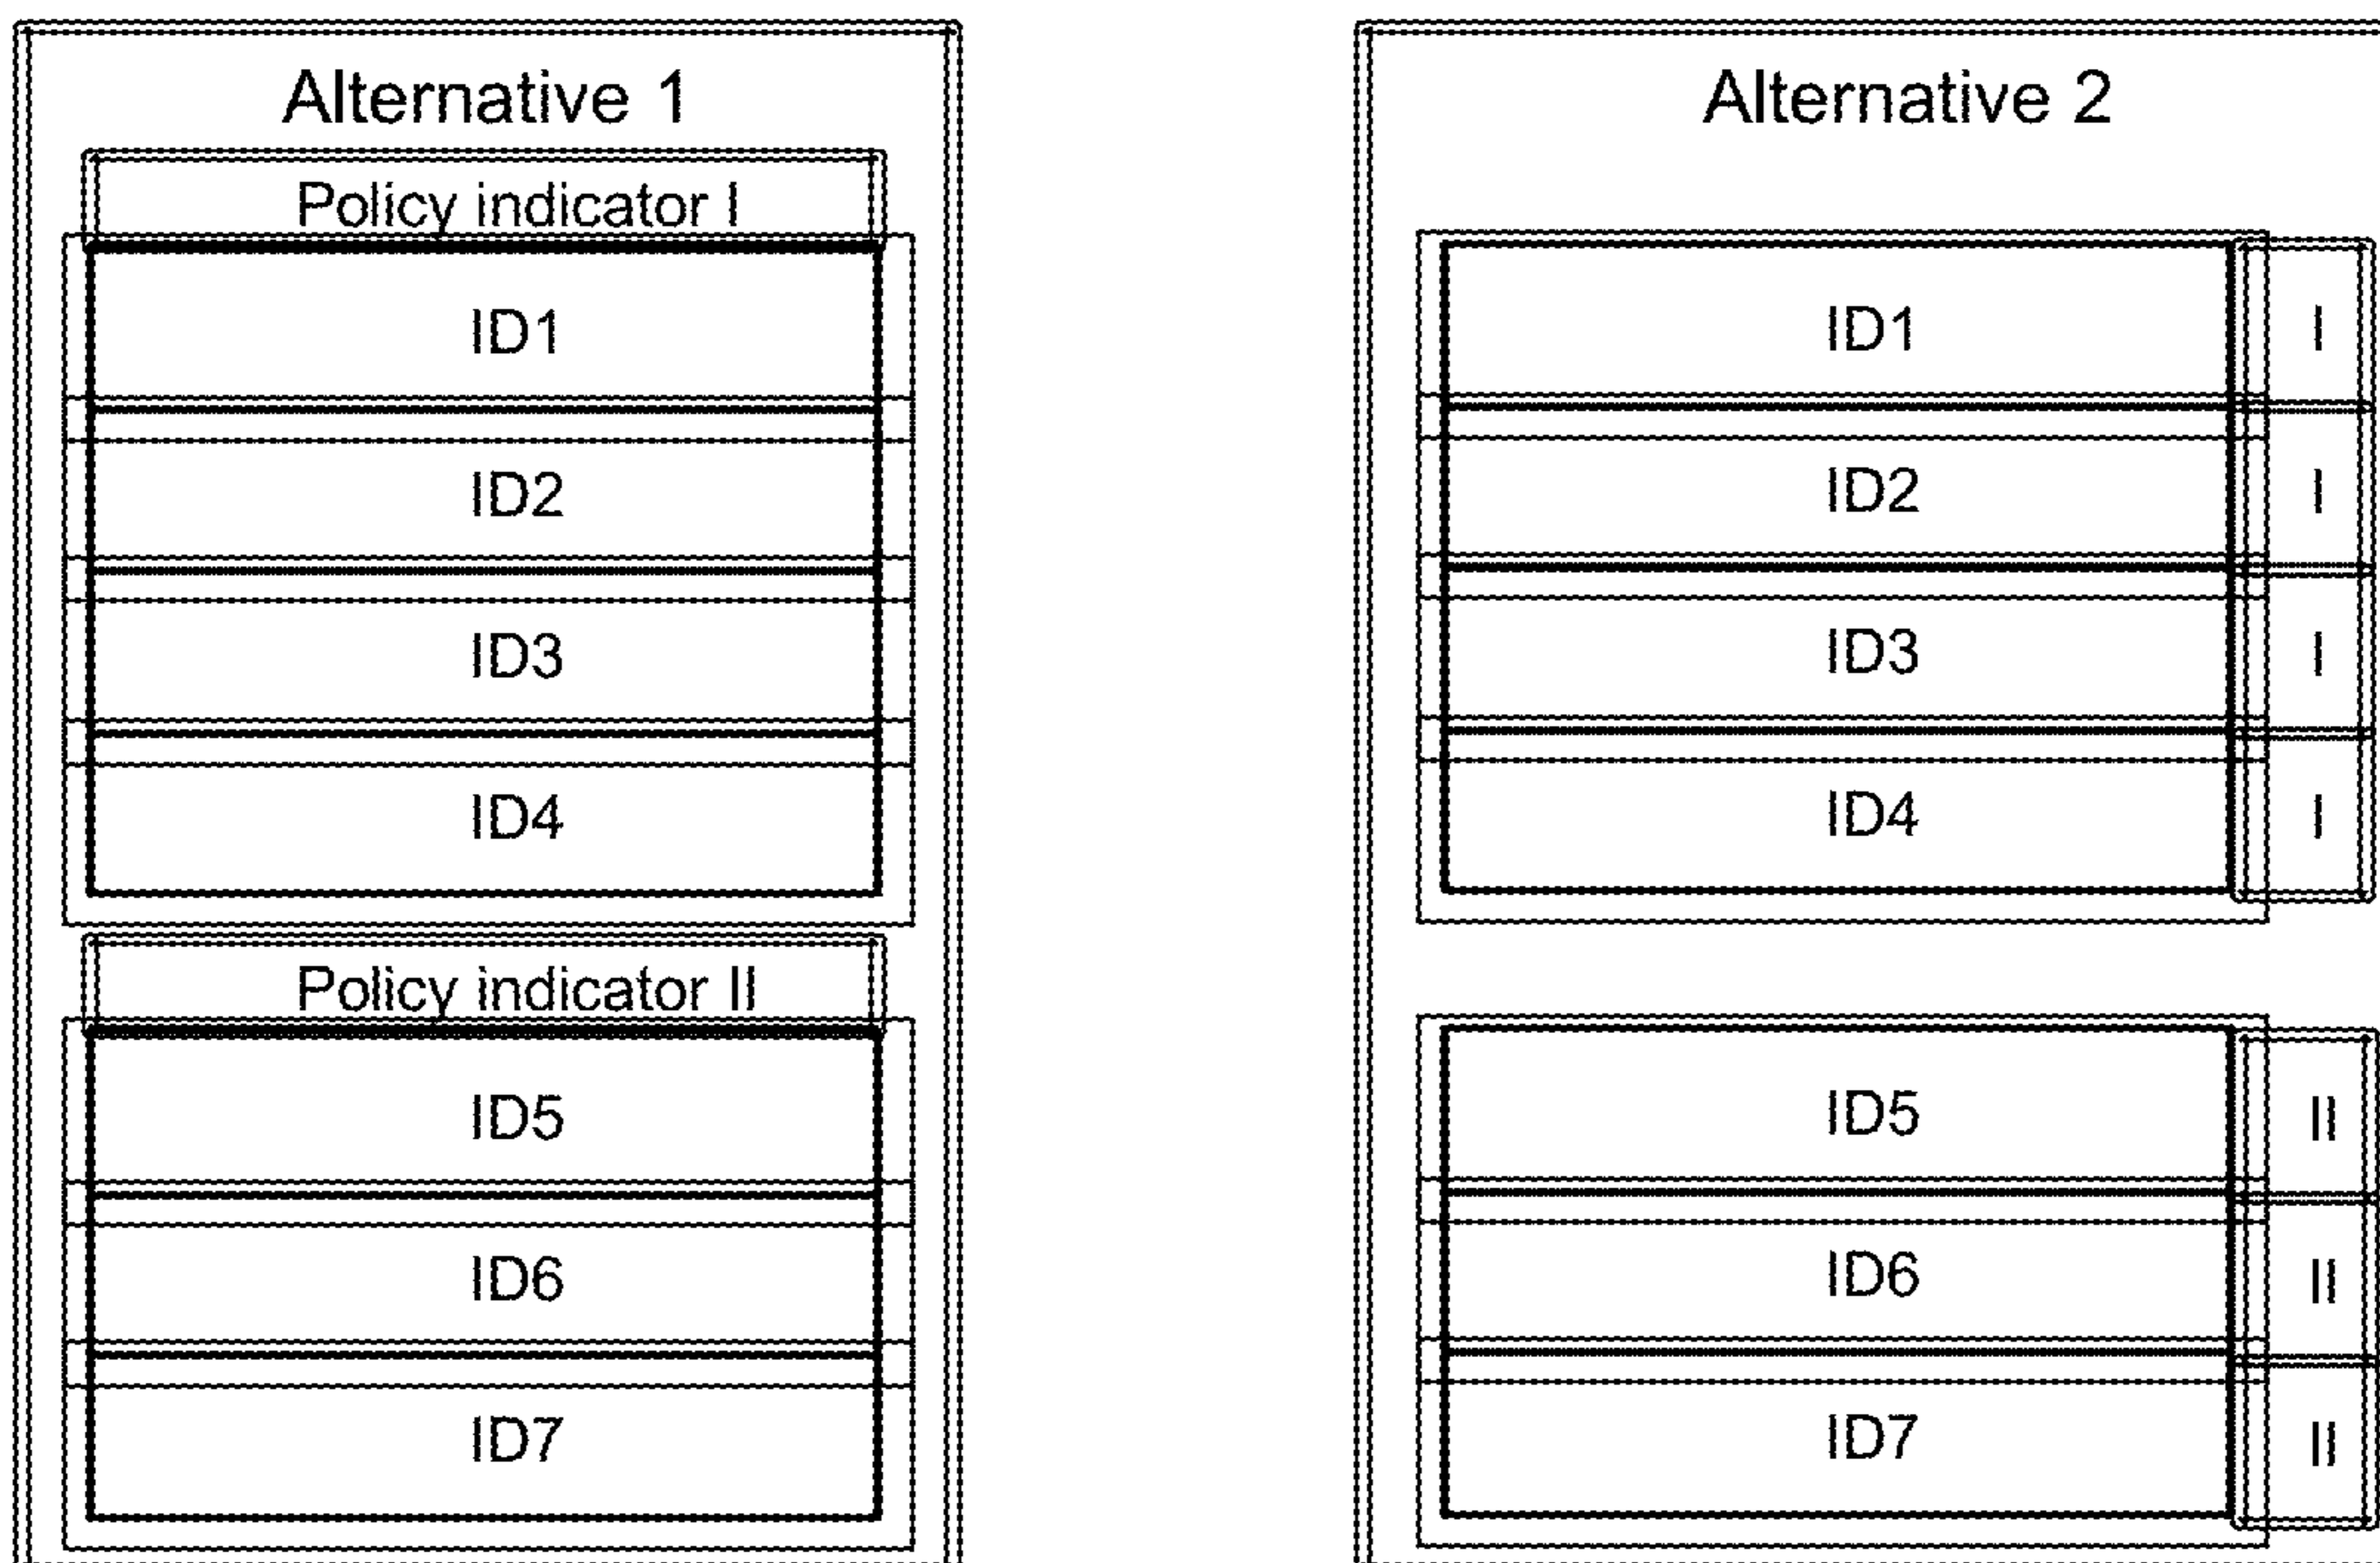 Alternative 1
Policy indicator I
ID1
ID2
ID3
ID4
Policy indicator II
ID5
ID6
ID7
Alternative 2
ID1 I
ID2 I
ID3 I
ID4 I
ID5 II
ID6 II
ID7 II